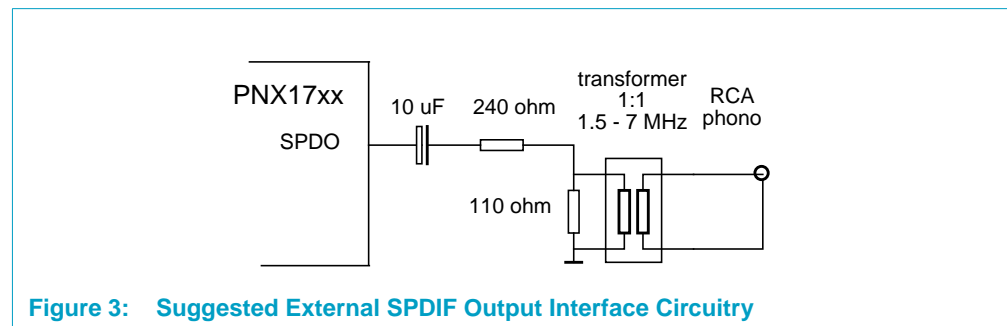 PNX17xx
SPDO
10 uF
240 ohm
110 ohm
transformer
1:1
1.5 - 7 MHz
RCA
phono
Figure 3: Suggested External SPDIF Output Interface Circuitry